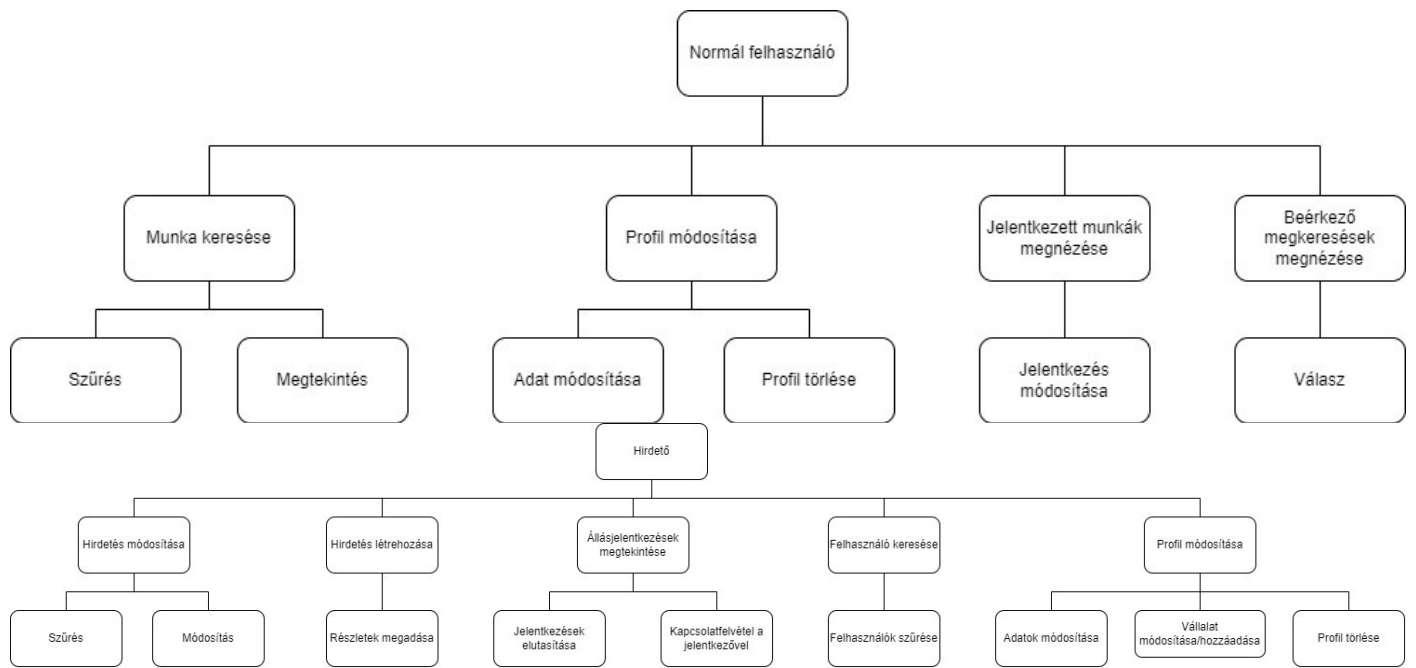 Normál felhasználó
Munka keresése
Profil módosítása
Jelentkezett munkák
megnézése
Beérkező
megkeresések
megnézése
Szűrés
Megtekintés
Adat módosítása
Profil törlése
Jelentkezés
módosítása
Válasz
Hirdető
Hirdetés módosítása
Hirdetés létrehozása
Állásjelentkezések
megtekintése
Felhasználó keresése
Profil módosítása
Szűrés
Módosítás
Részletek megadása
Jelentkezések
elutasítása
Kapcsolatfelvétel a
jelentkezővel
Felhasználók szűrése
Adatok módosítása
Vállalat
módosítása/hozzáadása
Profil törlése